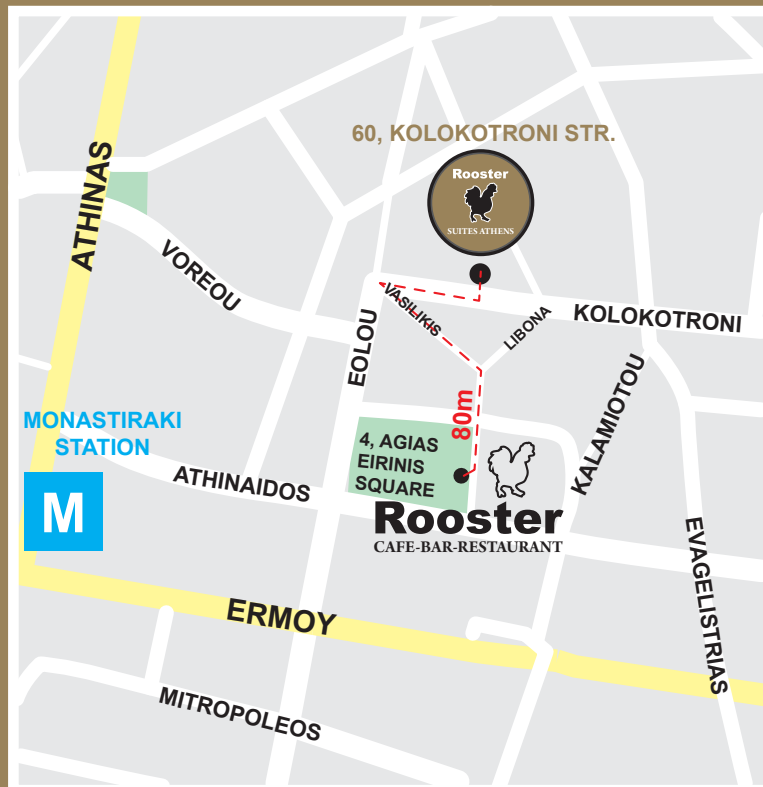 60, KOLOKOTRONI STR.
Rooster
SUITES ATHENS
ATHINAS
VOREOU
VASILIKIS
LIBONA
KOLOKOTRONI
EOLOU
KALAMIOTOU
80m
MONASTIRAKI
STATION
M
4, AGIAS
EIRINIS
SQUARE
ATHINAIDOS
Rooster
CAFE-BAR-RESTAURANT
EVAGELISTRIAS
ERMOY
MITROPOLEOS